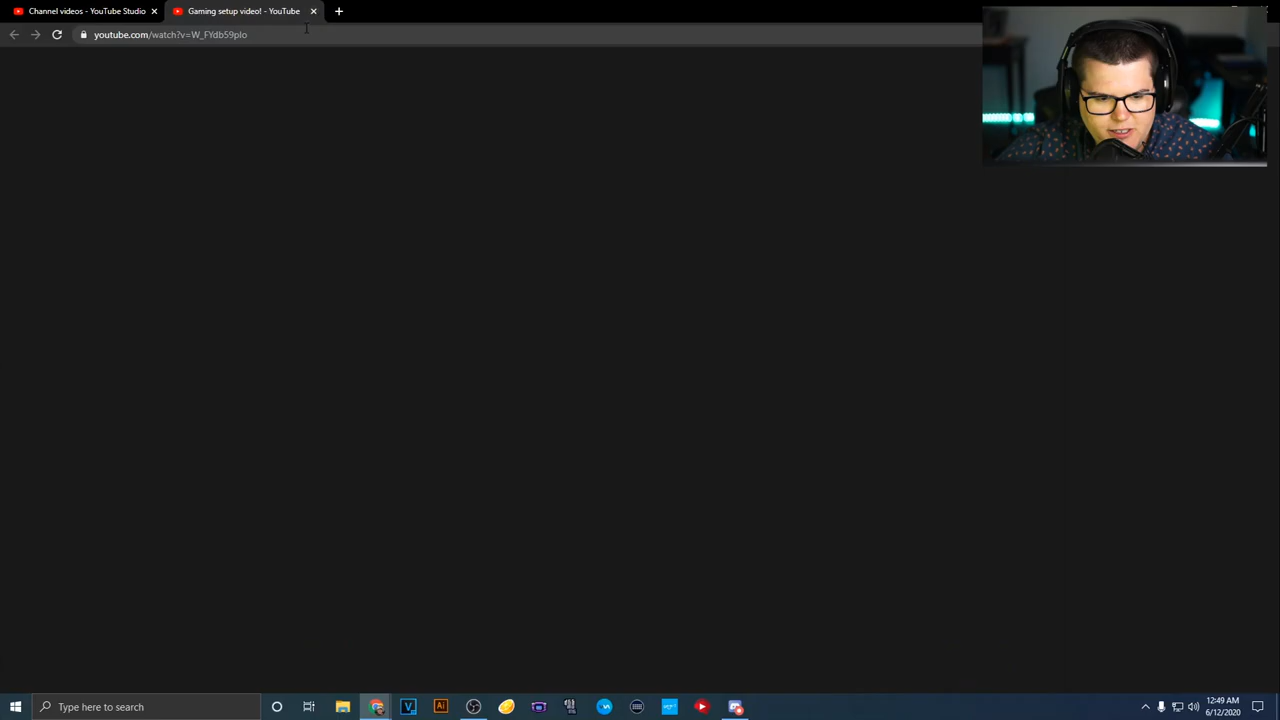 Channel videos - YouTube Studio
Gaming setup video! - YouTube
youtube.com/watch?v=W_FYdb59pIo
Type here to search
12:49 AM
6/12/2020